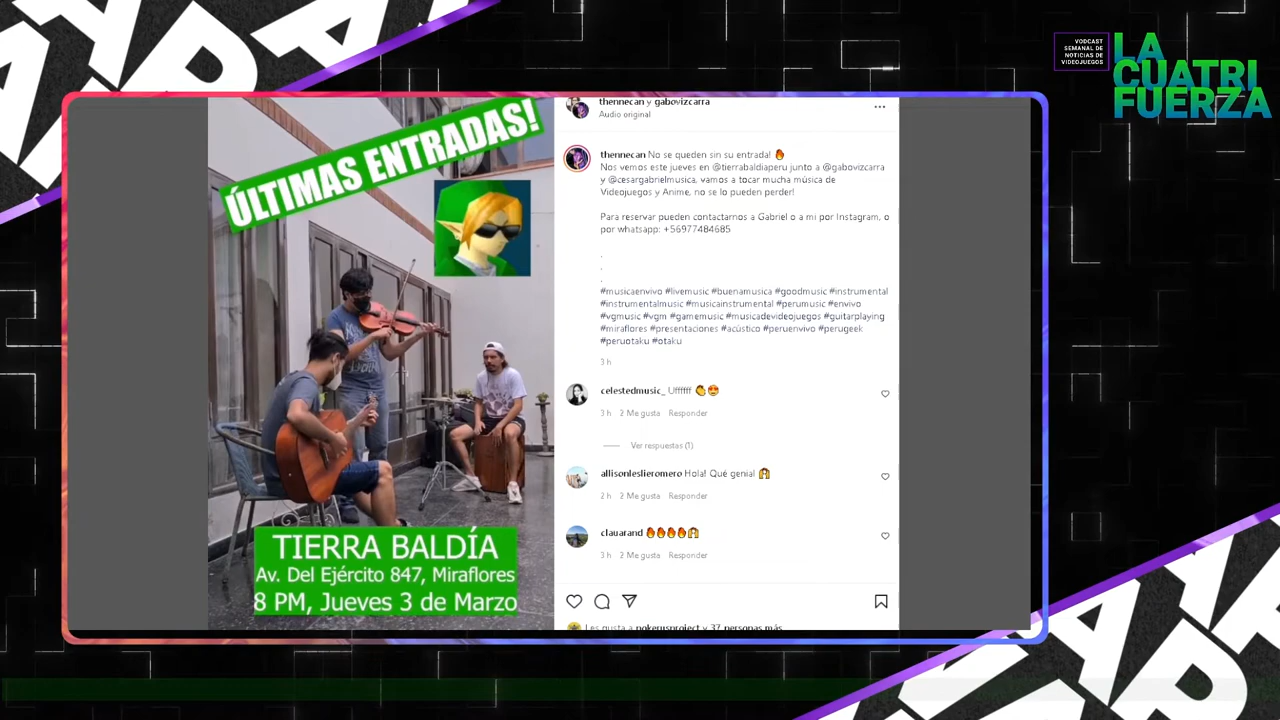 VODCAST
SEMANAL DE
NOTICIAS DE
VIDEOJUEGOS
LA
CUATRI
FUERZA
ÚLTIMAS ENTRADAS!
TIERRA BALDÍA
Av. Del Ejército 847, Miraflores
8 PM, Jueves 3 de Marzo
thennecan y gabovizcarra
Audio original
thennecan No se queden sin su entrada! 🔥
Nos vemos este jueves en @tierrabaldiaperu junto a @gabovizcarra
y @cesargabrielmusica, vamos a tocar mucha música de
Videojuegos y Anime, no se lo pueden perder!
Para reservar pueden contactarnos a Gabriel o a mi por Instagram, o
por whatsapp: +56977484685
.
.
.
#musicaenvivo #livemusic #buenamusica #goodmusic #instrumental
#instrumentalmusic #musicainstrumental #perumusic #envivo
#vgmusic #vgm #gamemusic #musicadevideojuegos #guitarplaying
#miraflores #presentaciones #acústico #peruenvivo #perugeek
#peruotaku #otaku
3 h
celestedmusic_ Uffffff 👏😍
3 h 2 Me gusta Responder
Ver respuestas (1)
allisonleslieromero Hola! Qué genial 🙌
2 h 2 Me gusta Responder
clauarand 🔥🔥🔥🔥🙌
3 h 2 Me gusta Responder
Les gusta a pokerusproject y 37 personas más